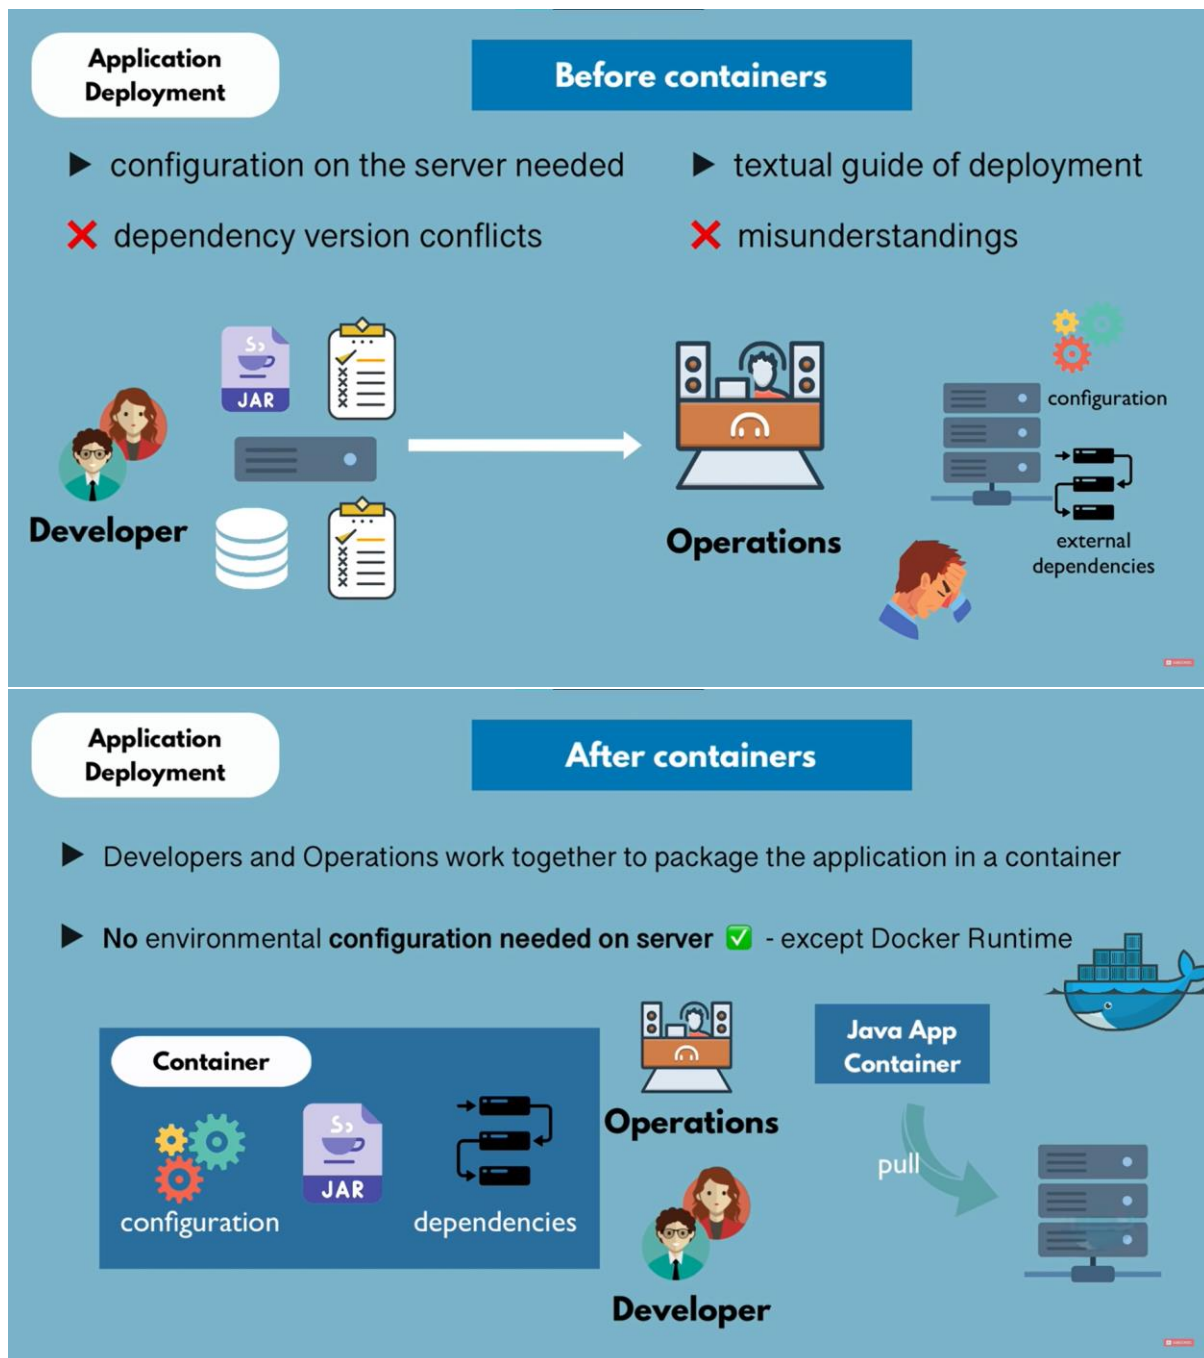 Application
Deployment
Before containers
▶ configuration on the server needed
▶ textual guide of deployment
❌ dependency version conflicts
❌ misunderstandings
JAR
Developer
Operations
configuration
external
dependencies
Application
Deployment
After containers
▶ Developers and Operations work together to package the application in a container
▶ No environmental configuration needed on server ✅ - except Docker Runtime
Container
configuration
JAR
dependencies
Operations
Developer
Java App
Container
pull